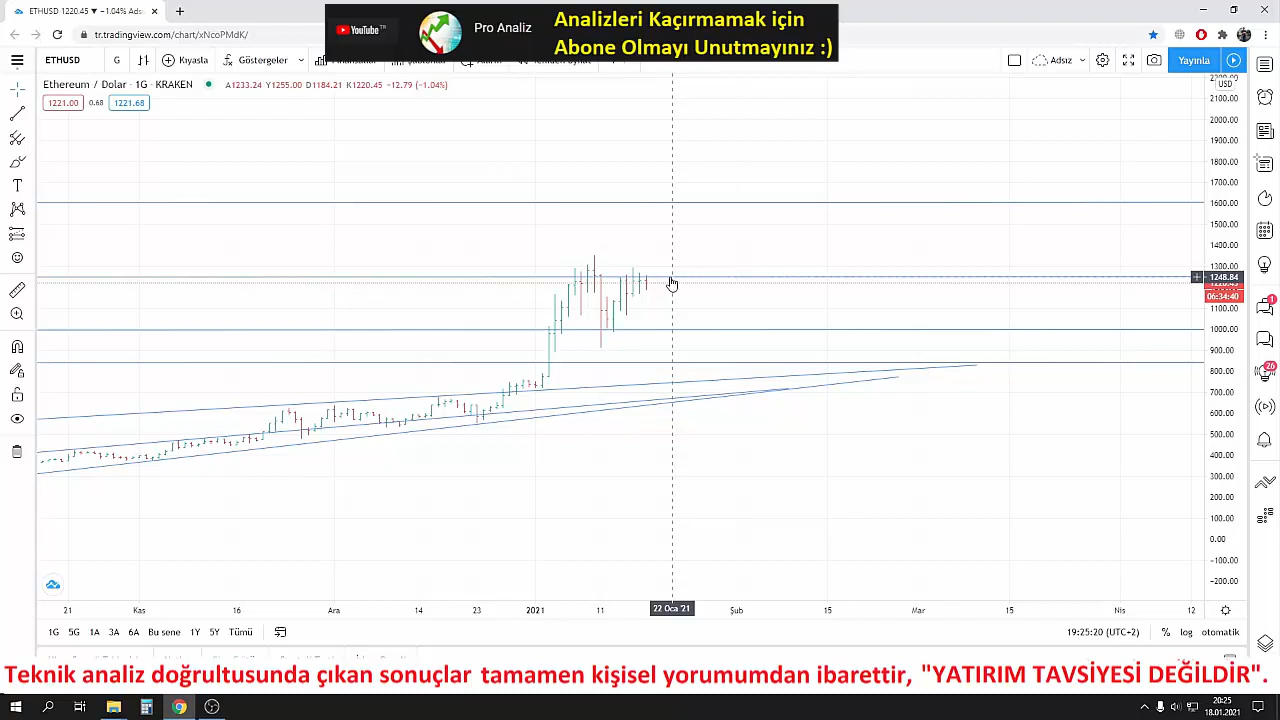 ETHUSD 1220.45 ▼ −1.04% Adsı
YouTube TR
Pro Analiz
Analizleri Kaçırmamak için
Abone Olmayı Unutmayınız :)
tr.tradingview.com/chart/xNcoPMdK/
ETHUSD
Kıyasla
Göstergeler
Adsız
Yayınla
Ethereum / Dolar · 1G · KRAKEN
A1233.24 Y1255.00 D1184.21 K1220.45 −12.79 (−1.04%)
1221.00
0.68
1221.68
USD
2100.00
2000.00
1900.00
1800.00
1700.00
1600.00
1500.00
1400.00
1300.00
1248.84
06:34:40
1100.00
1000.00
900.00
800.00
700.00
600.00
500.00
400.00
300.00
200.00
100.00
0.00
-100.00
-200.00
1
26
21
Kas
16
Ara
14
23
2021
11
22 Oca '21
Şub
15
Mar
15
Nis
12
1G 5G 1A 3A 6A Bu sene 1Y 5Y Tümü
19:25:20 (UTC+2)
%
log
otomatik
Teknik analiz doğrultusunda çıkan sonuçlar tamamen kişisel yorumumdan ibarettir, "YATIRIM TAVSİYESİ DEĞİLDİR".
20:25
18.01.2021